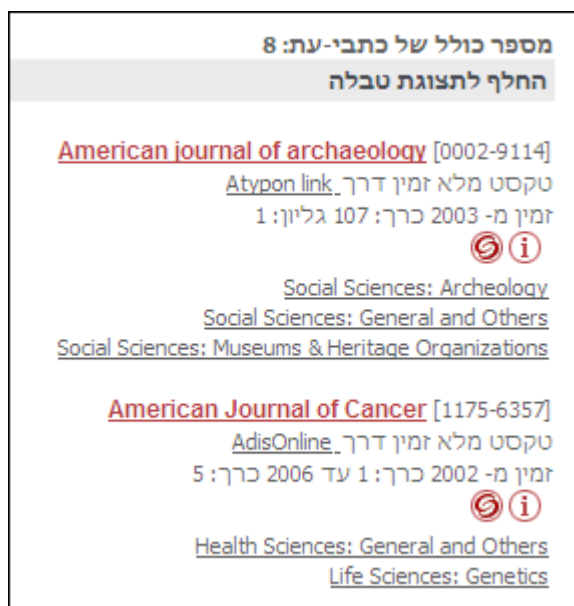 מספר כולל של כתבי-עת: 8
החלף לתצוגת טבלה
American journal of archaeology [0002-9114]
טקסט מלא זמין דרך Atypon link
זמין מ- 2003 כרך: 107 גליון: 1
Social Sciences: Archeology
Social Sciences: General and Others
Social Sciences: Museums & Heritage Organizations
American Journal of Cancer [1175-6357]
טקסט מלא זמין דרך AdisOnline
זמין מ- 2002 כרך: 1 עד 2006 כרך: 5
Health Sciences: General and Others
Life Sciences: Genetics